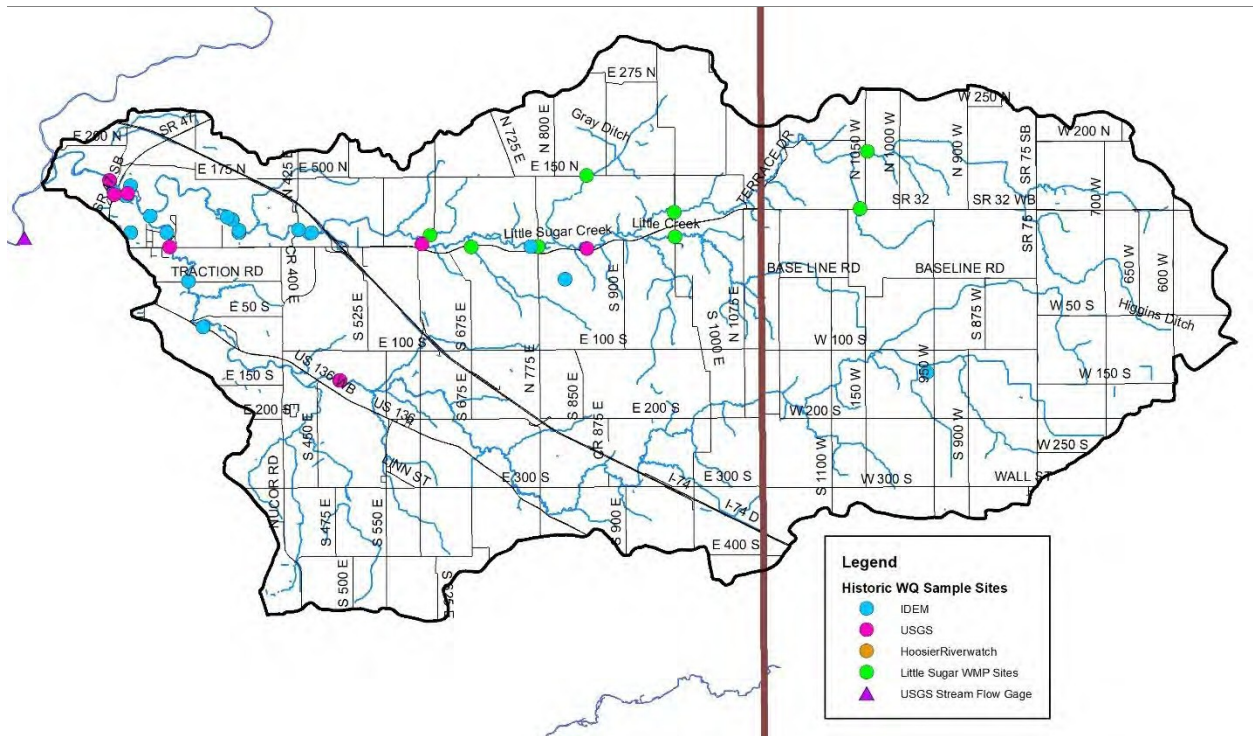 E 275 N
W 250 N
SR 47
E 200 N
N 725 E
N 800 E
Gray Ditch
TERRACE DR
N 1050 W
N 1000 W
N 900 W
SR 75 SB
W 200 N
E 175 N
N 425 E
E 500 N
E 150 N
700 W
SR 32
SR 32 WB
Little Sugar Creek
Little Creek
SR 75
TRACTION RD
CR 400 E
S 900 E
N 1075 E
BASE LINE RD
BASELINE RD
650 W
600 W
E 50 S
S 525 E
S 675 E
S 1000 E
S 875 W
W 50 S
Higgins Ditch
E 100 S
E 100 S
W 100 S
US 136 WB
E 150 S
N 775 E
S 850 E
150 W
950 W
W 150 S
E 200 S
US 136
S 675 E
E 200 S
W 200 S
S 450 E
CR 875 E
S 900 W
W 250 S
NUCOR RD
LINN ST
E 300 S
I-74
E 300 S
S 1100 W
W 300 S
WALL ST
S 475 E
S 550 E
S 900 E
I-74 D
E 400 S
S 500 E
Legend
Historic WQ Sample Sites
IDEM
USGS
HoosierRiverwatch
Little Sugar WMP Sites
USGS Stream Flow Gage